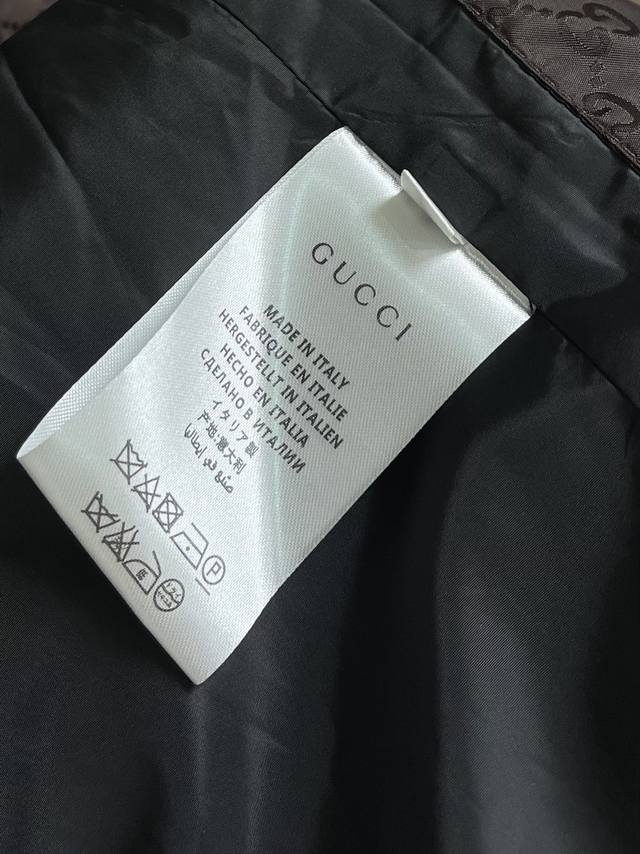 GUCCI
MADE IN ITALY
FABRIQUE EN ITALIE
HERGESTELLT IN ITALIEN
HECHO EN ITALIA
СДЕЛАНО В ИТАЛИИ
イタリア製
产地:意大利
صنع في إيطاليا
P